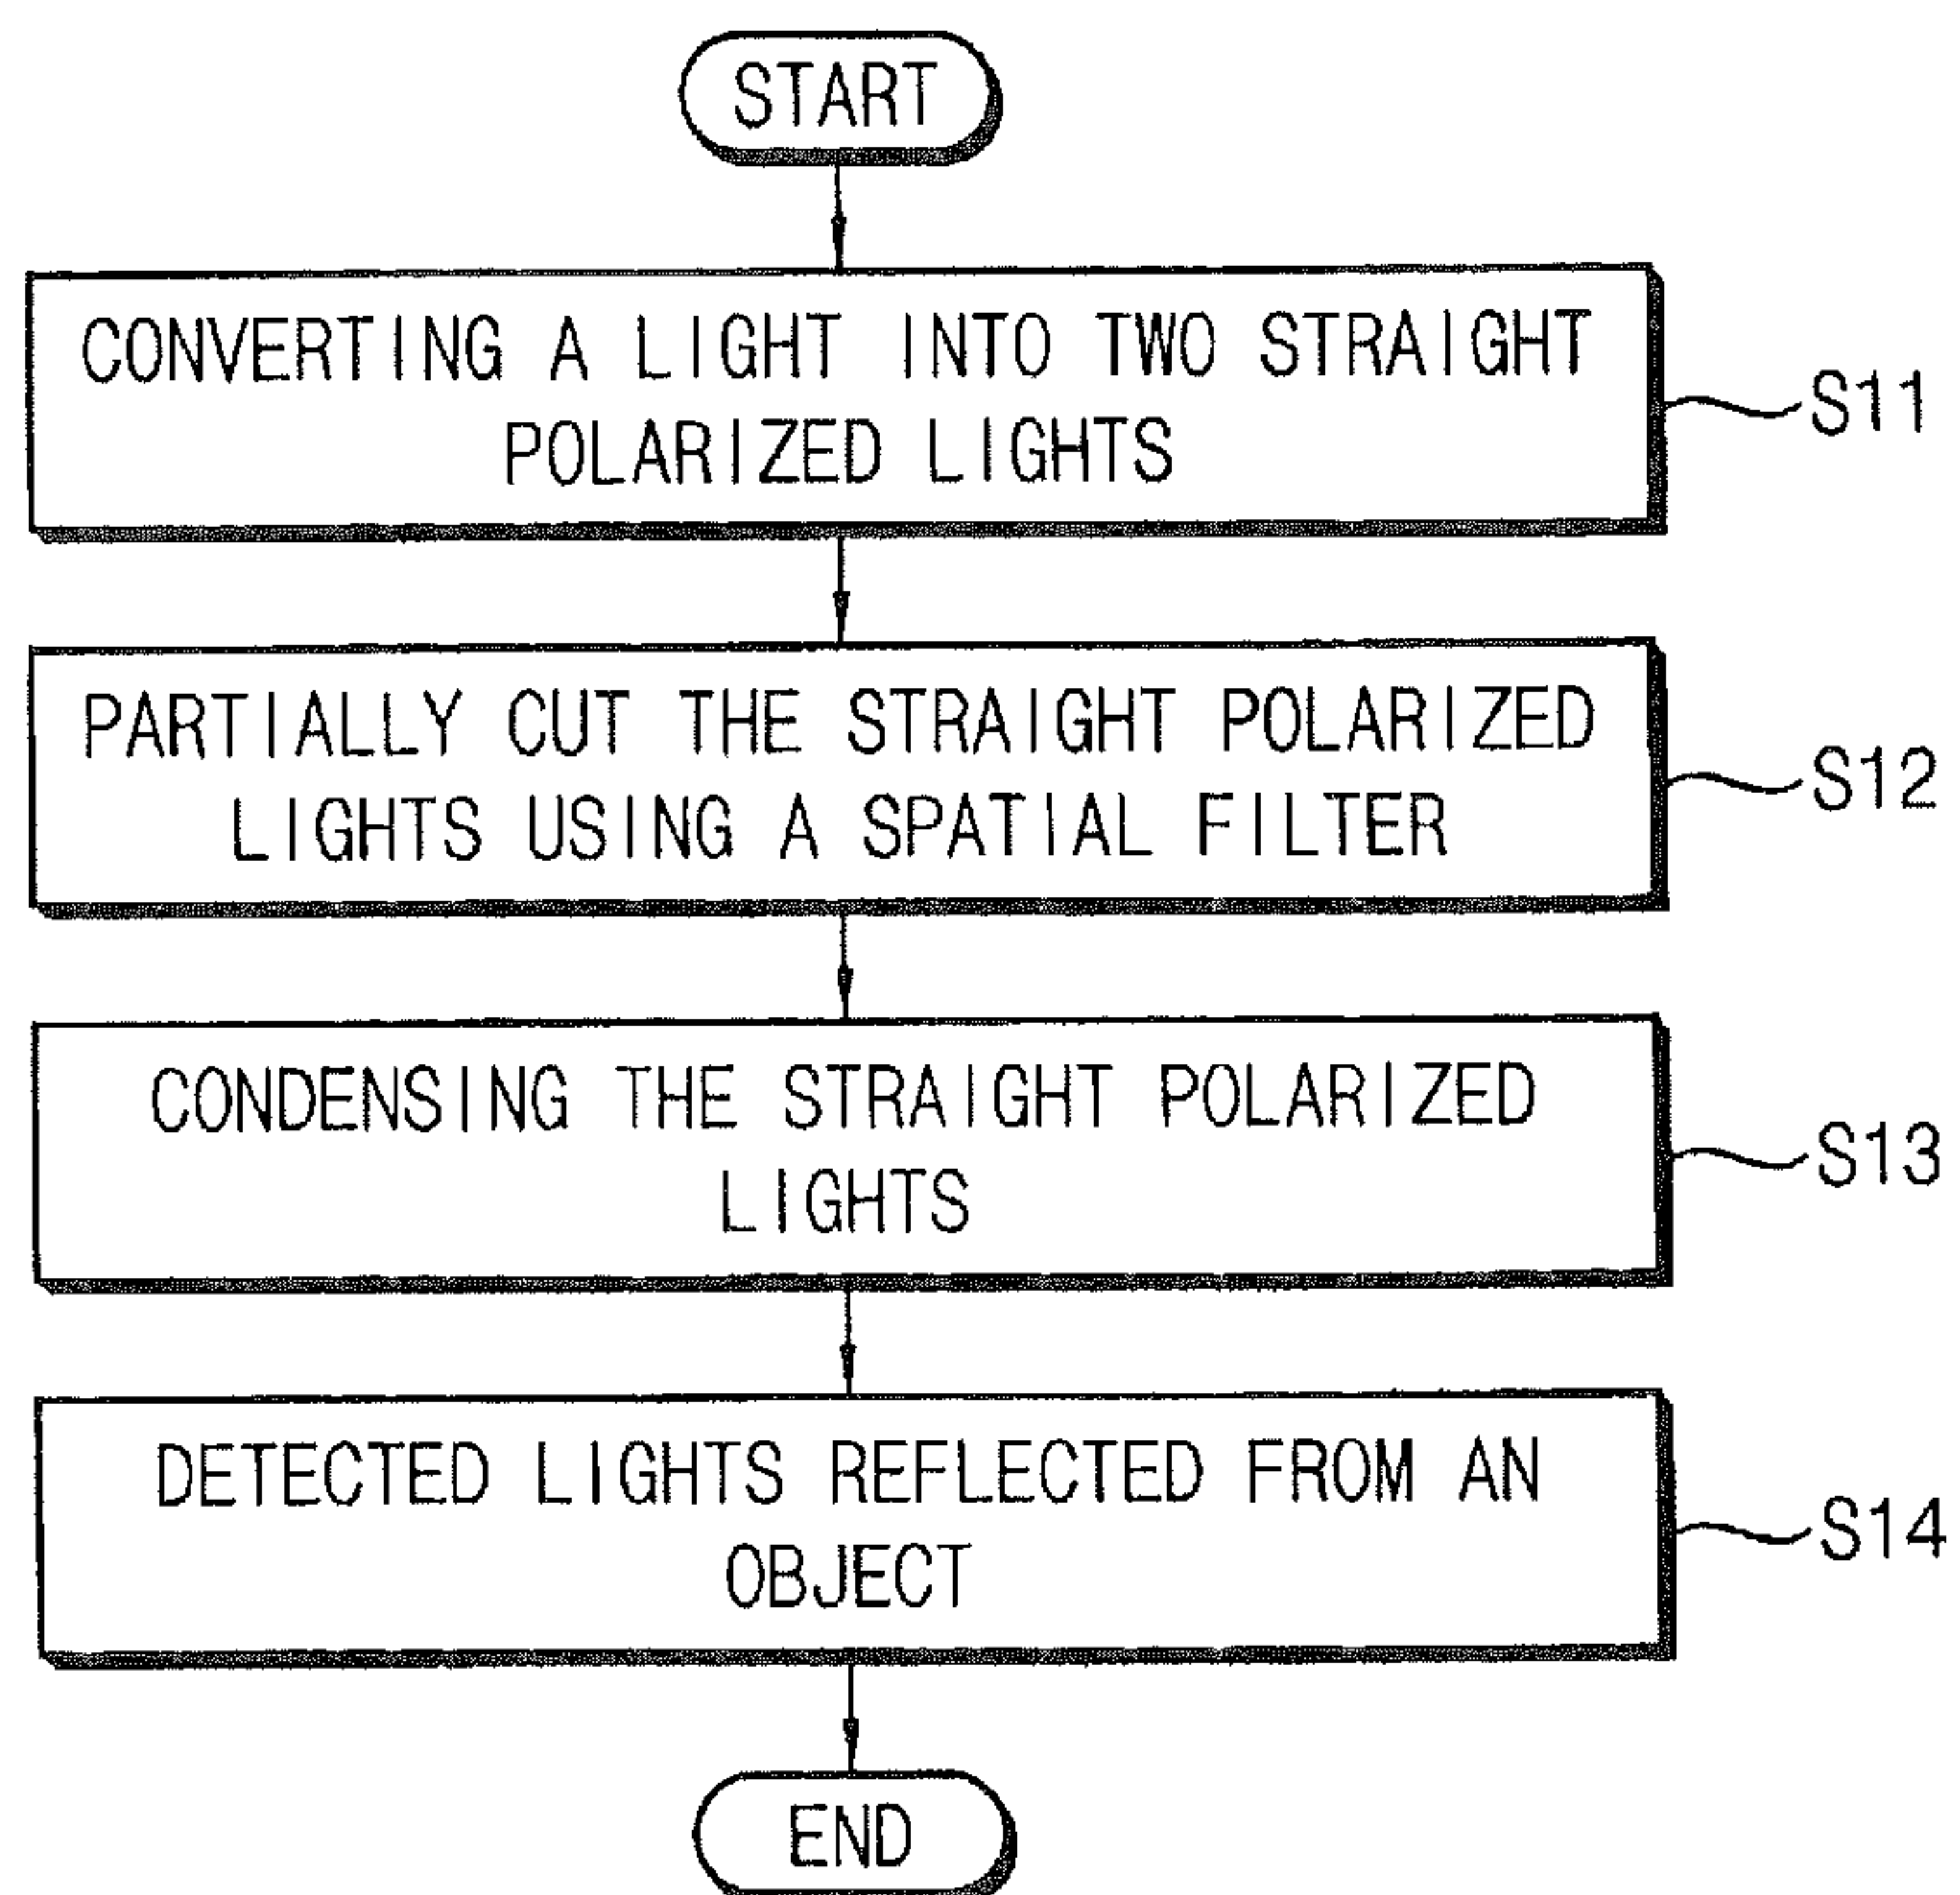 START
CONVERTING A LIGHT INTO TWO STRAIGHT
POLARIZED LIGHTS
S11
PARTIALLY CUT THE STRAIGHT POLARIZED
LIGHTS USING A SPATIAL FILTER
S12
CONDENSING THE STRAIGHT POLARIZED
LIGHTS
S13
DETECTED LIGHTS REFLECTED FROM AN
OBJECT
S14
END